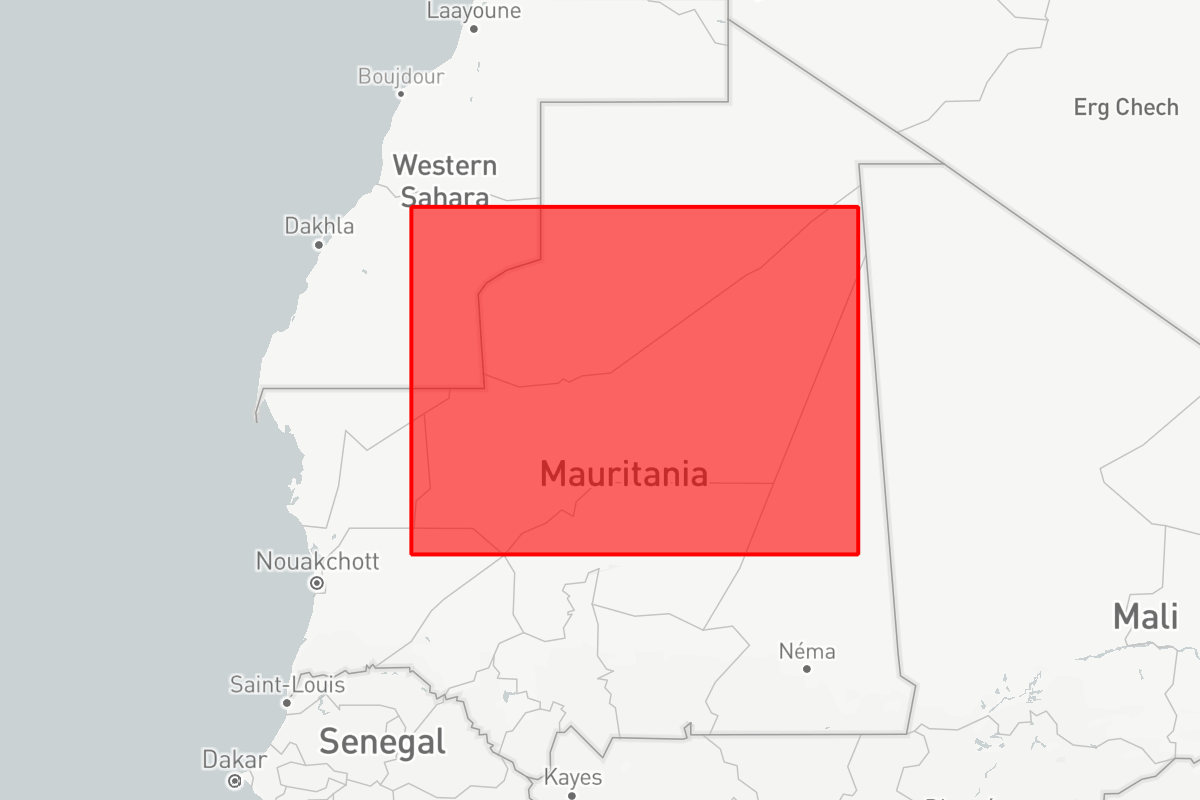 Laayoune
Boujdour
Erg Chech
Western
Sahara
Dakhla
Mauritania
Nouakchott
Mali
Néma
Saint-Louis
Senegal
Dakar
Kayes